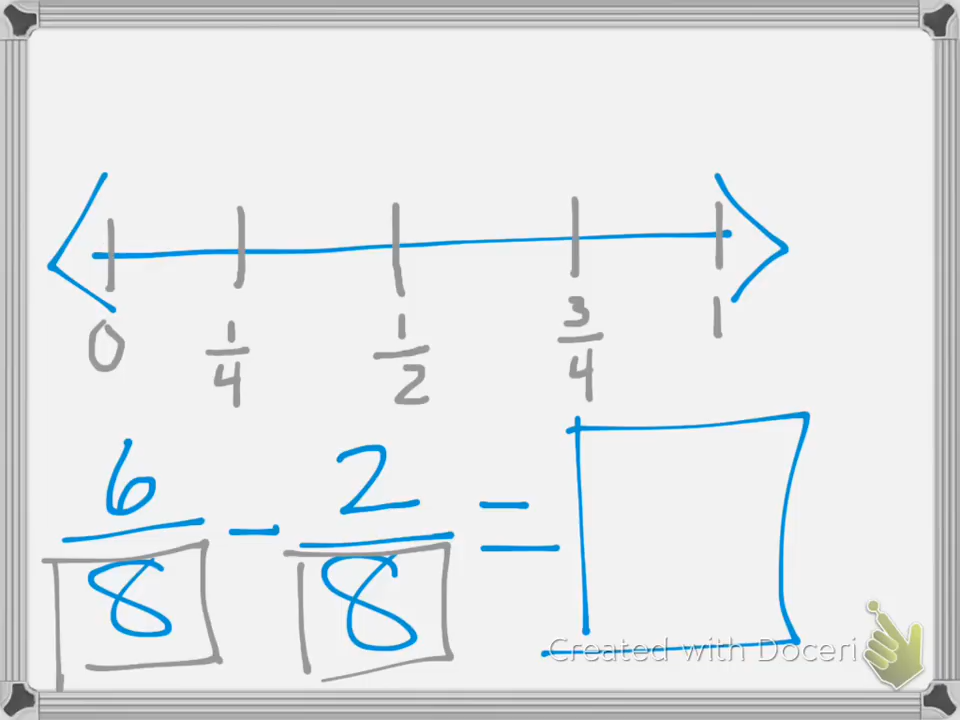 0 1/4 1/2 3/4 1
6/8 - 2/8 =
Created with Doceri